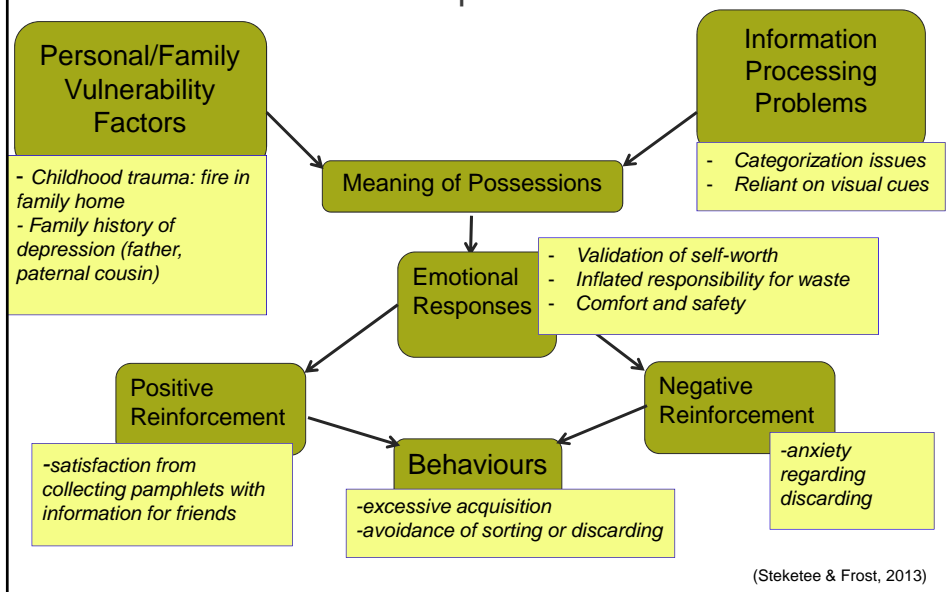 Personal/Family
Vulnerability
Factors
- Childhood trauma: fire in
family home
- Family history of
depression (father,
paternal cousin)
Information
Processing
Problems
- Categorization issues
- Reliant on visual cues
Meaning of Possessions
Emotional
Responses
- Validation of self-worth
- Inflated responsibility for waste
- Comfort and safety
Positive
Reinforcement
-satisfaction from
collecting pamphlets with
information for friends
Negative
Reinforcement
-anxiety
regarding
discarding
Behaviours
-excessive acquisition
-avoidance of sorting or discarding
(Steketee & Frost, 2013)